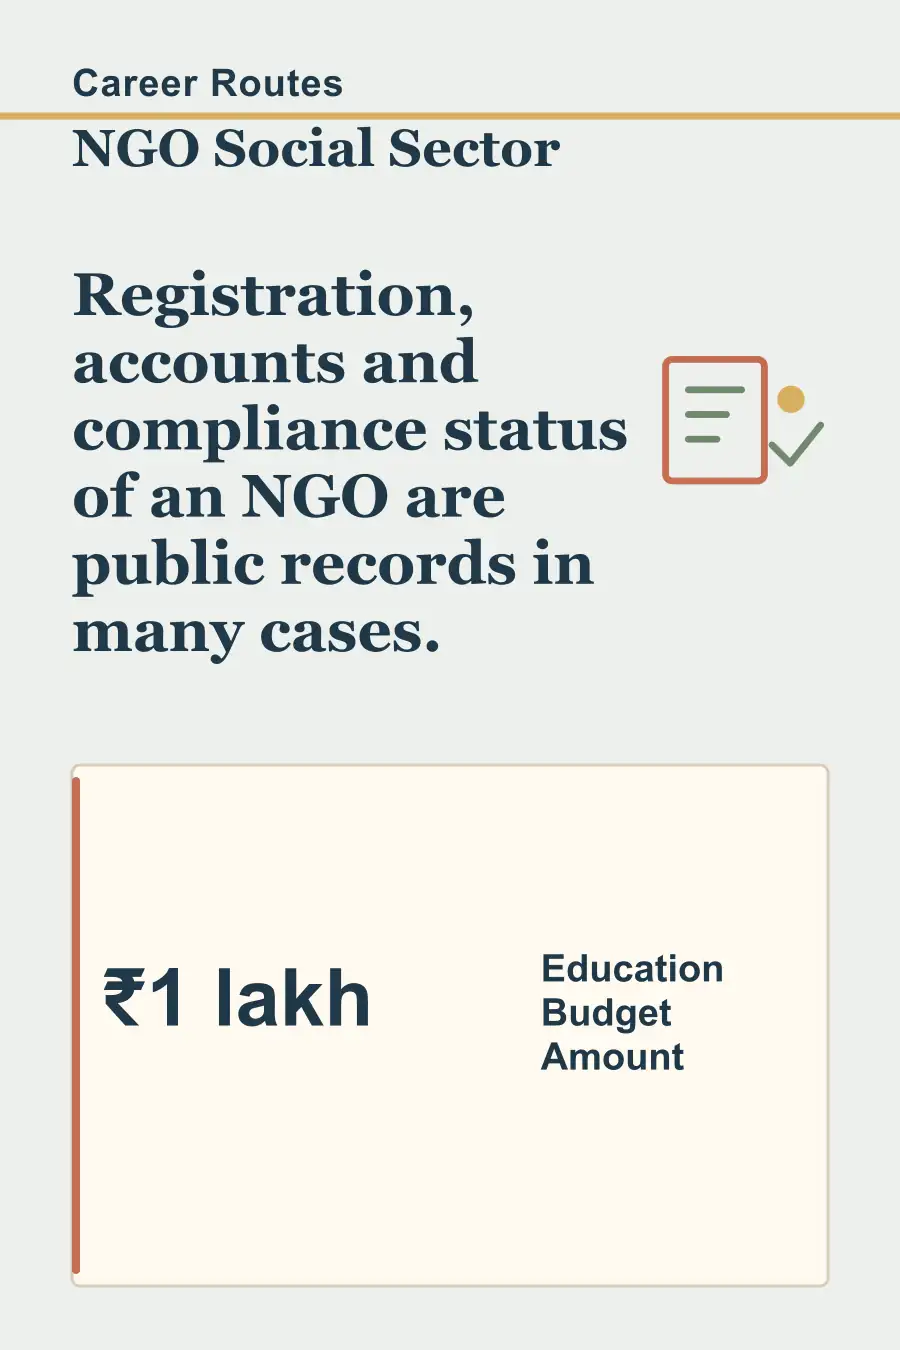 Career Routes
NGO Social Sector
Registration,
accounts and
compliance status
of an NGO are
public records in
many cases.
₹1 lakh
Education
Budget
Amount